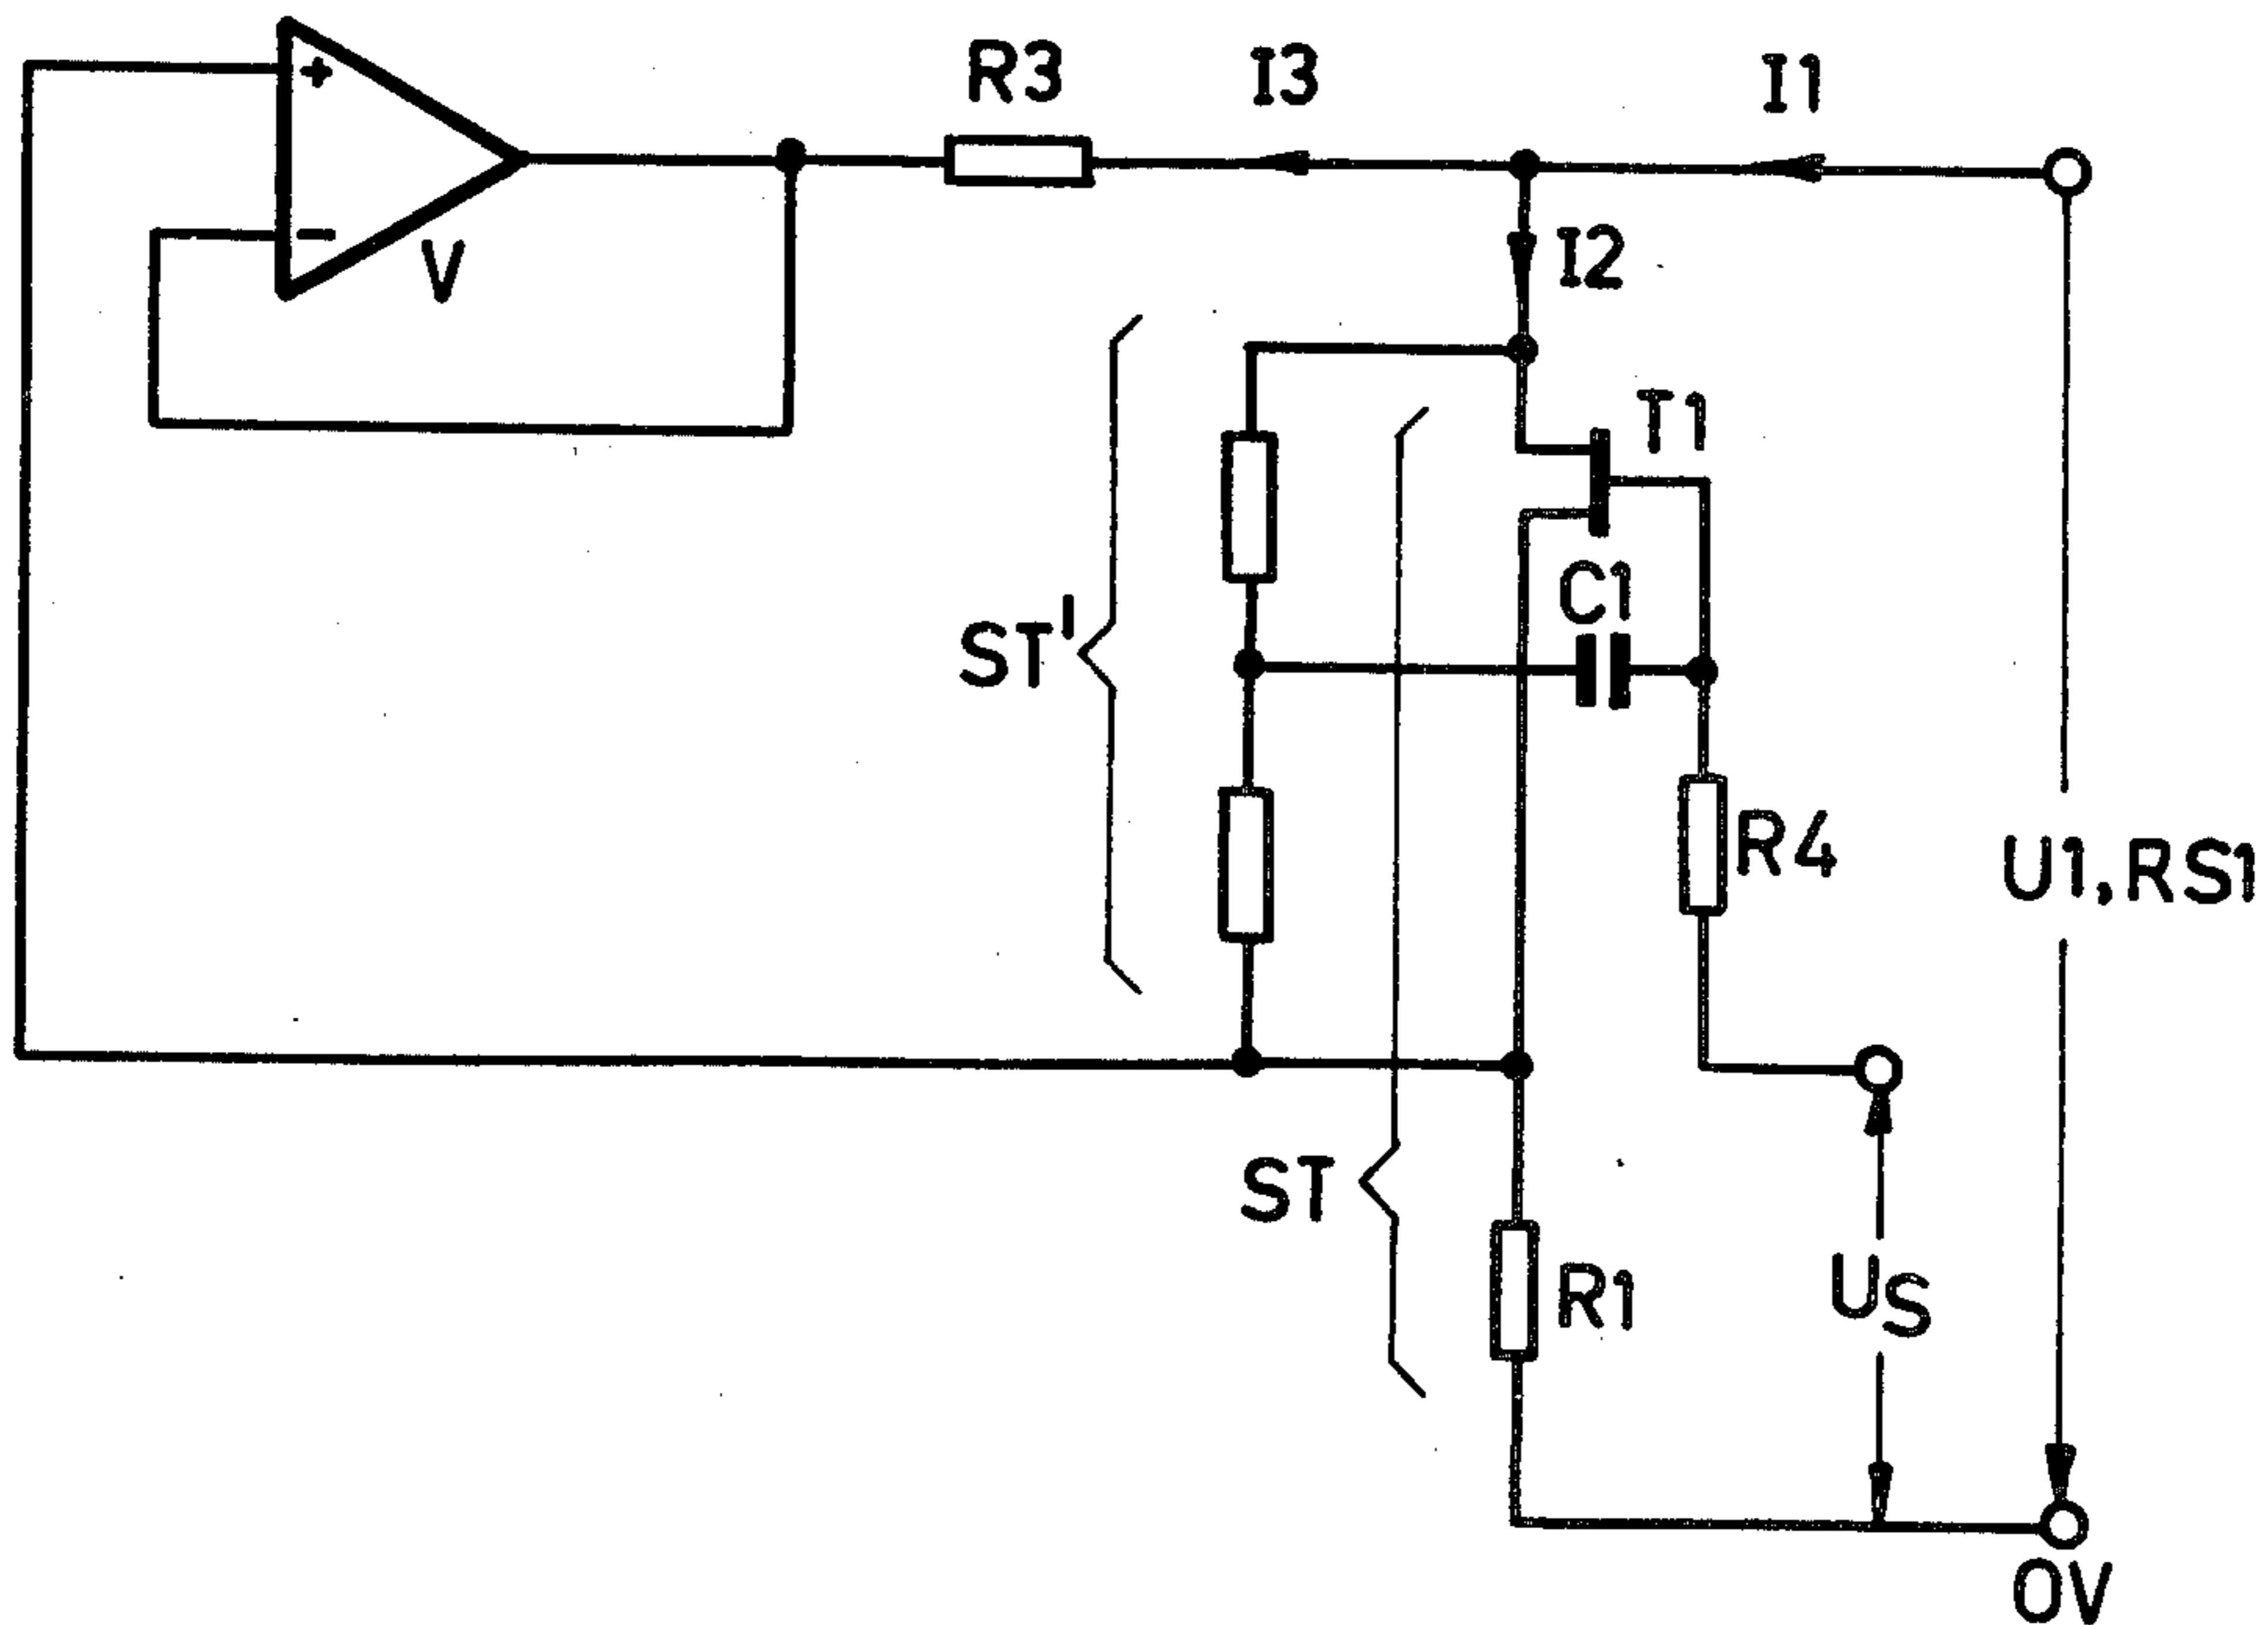 R3 I3 I1
+
-
V
I2
T1
C1
ST'
R4
U1, RS1
ST
R1
US
0V